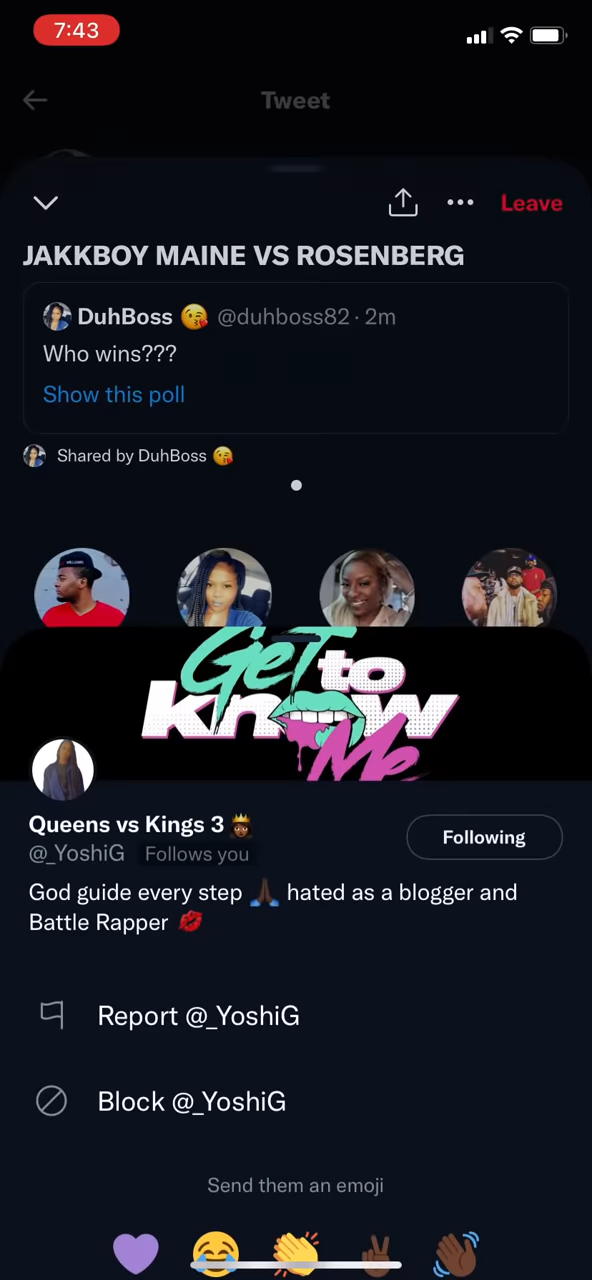 7:43
Tweet
Leave
JAKKBOY MAINE VS ROSENBERG
DuhBoss 😘 @duhboss82 · 2m
Who wins???
Show this poll
Shared by DuhBoss 😘
GeT to
Know
Me
Queens vs Kings 3 👸🏾
Following
@_YoshiG Follows you
God guide every step 🙏🏿 hated as a blogger and
Battle Rapper 💋
Report @_YoshiG
Block @_YoshiG
Send them an emoji